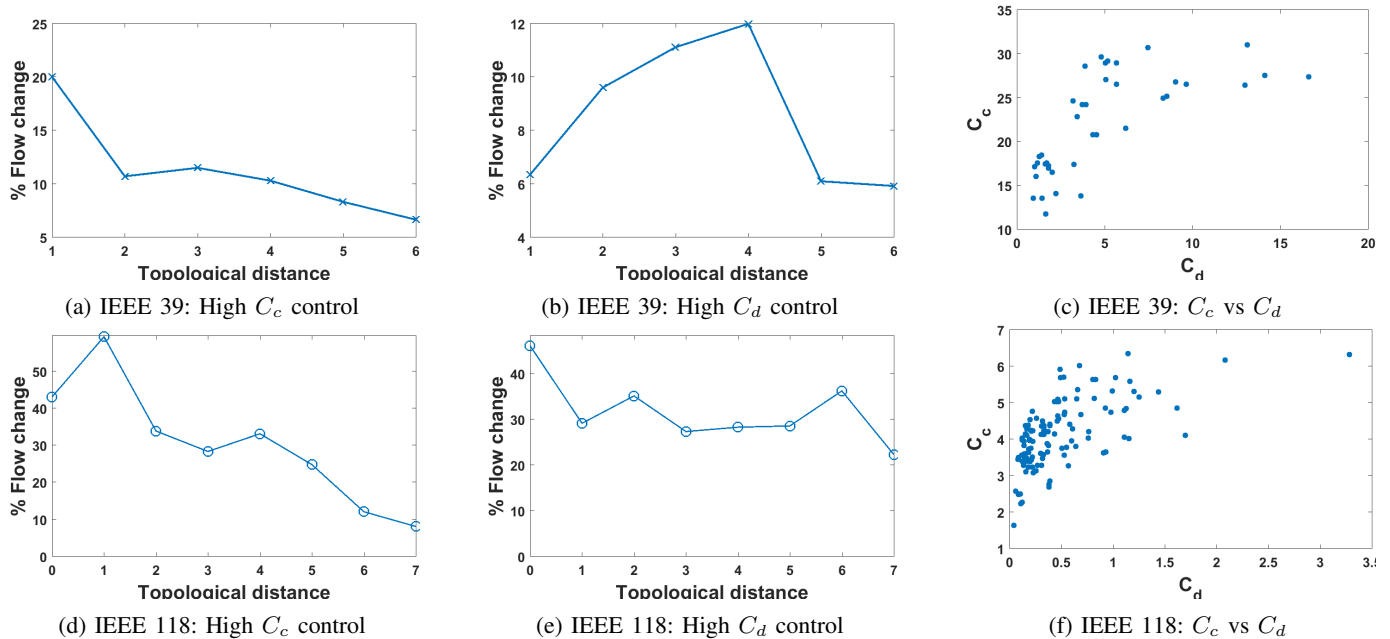 25
20
15
10
5
% Flow change
1 2 3 4 5 6
Topological distance
(a) IEEE 39: High C_c control
12
10
8
6
4
% Flow change
1 2 3 4 5 6
Topological distance
(b) IEEE 39: High C_d control
35
30
25
20
15
10
C_c
0 5 10 15 20
C_d
(c) IEEE 39: C_c vs C_d
50
40
30
20
10
0
% Flow change
0 1 2 3 4 5 6 7
Topological distance
(d) IEEE 118: High C_c control
40
30
20
10
0
% Flow change
0 1 2 3 4 5 6 7
Topological distance
(e) IEEE 118: High C_d control
7
6
5
4
3
2
1
C_c
0 0.5 1 1.5 2 2.5 3 3.5
C_d
(f) IEEE 118: C_c vs C_d